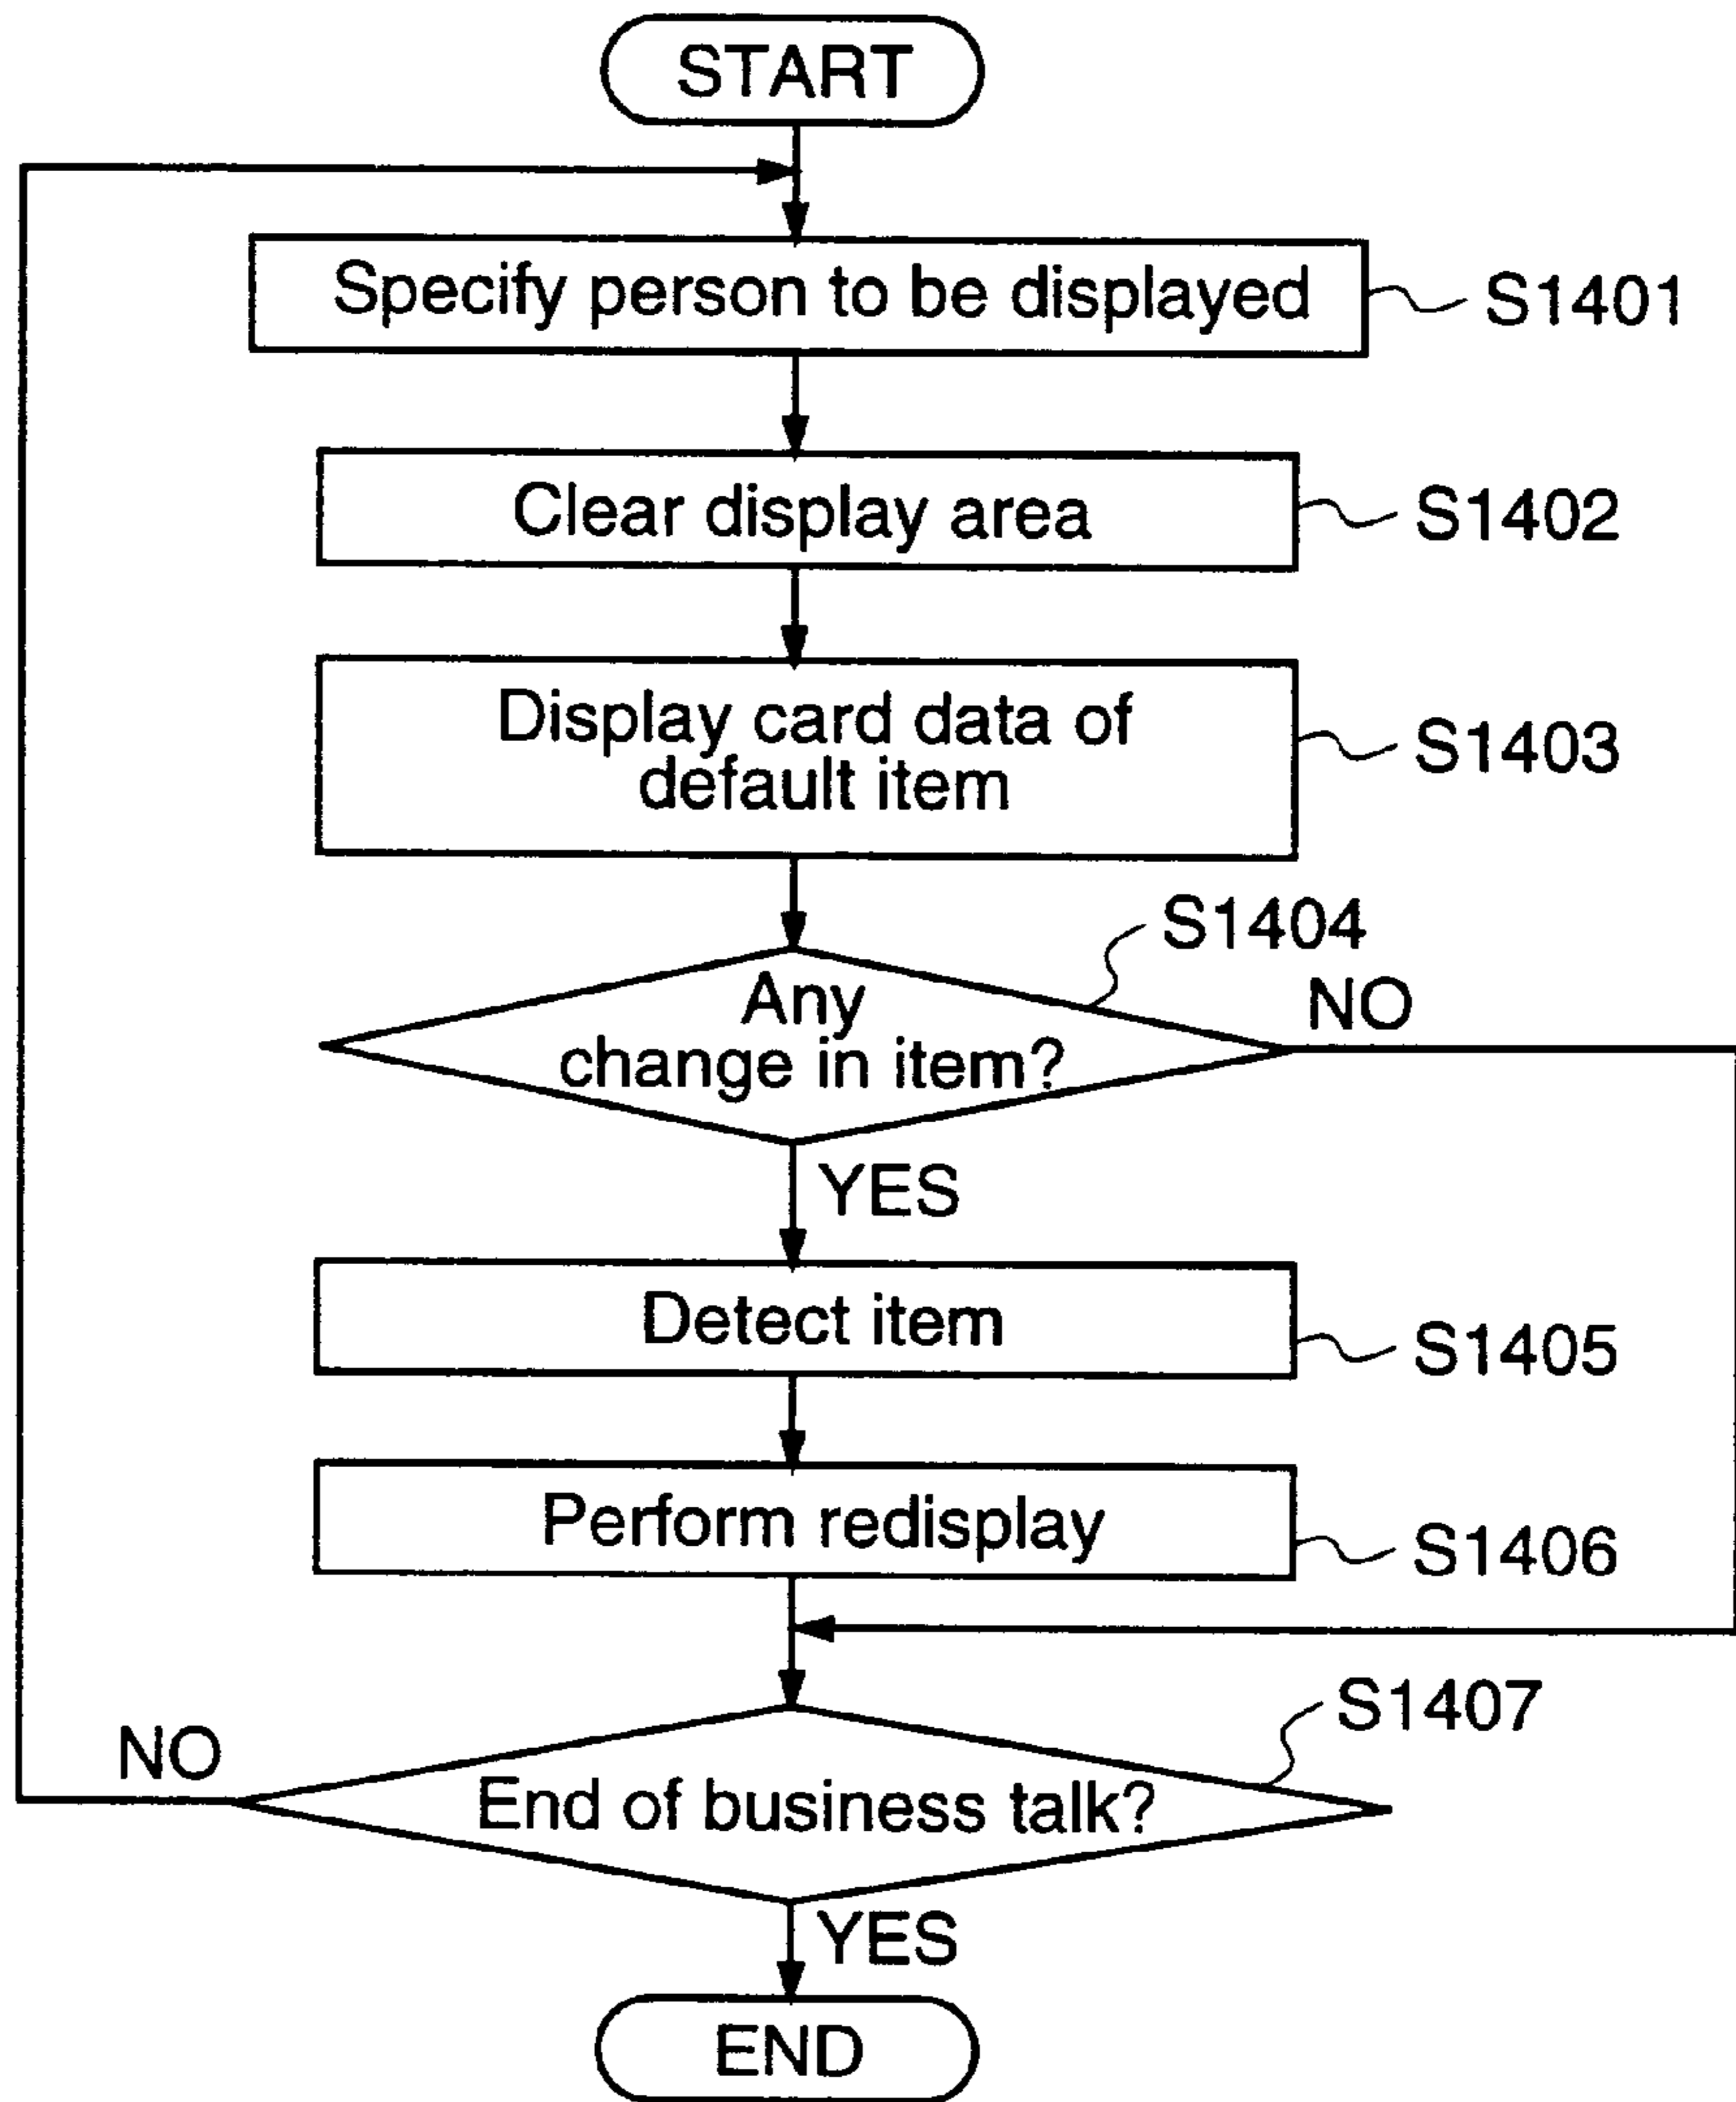 START
Specify person to be displayed
S1401
Clear display area
S1402
Display card data of
default item
S1403
S1404
Any
change in item?
NO
YES
Detect item
S1405
Perform redisplay
S1406
S1407
NO
End of business talk?
YES
END